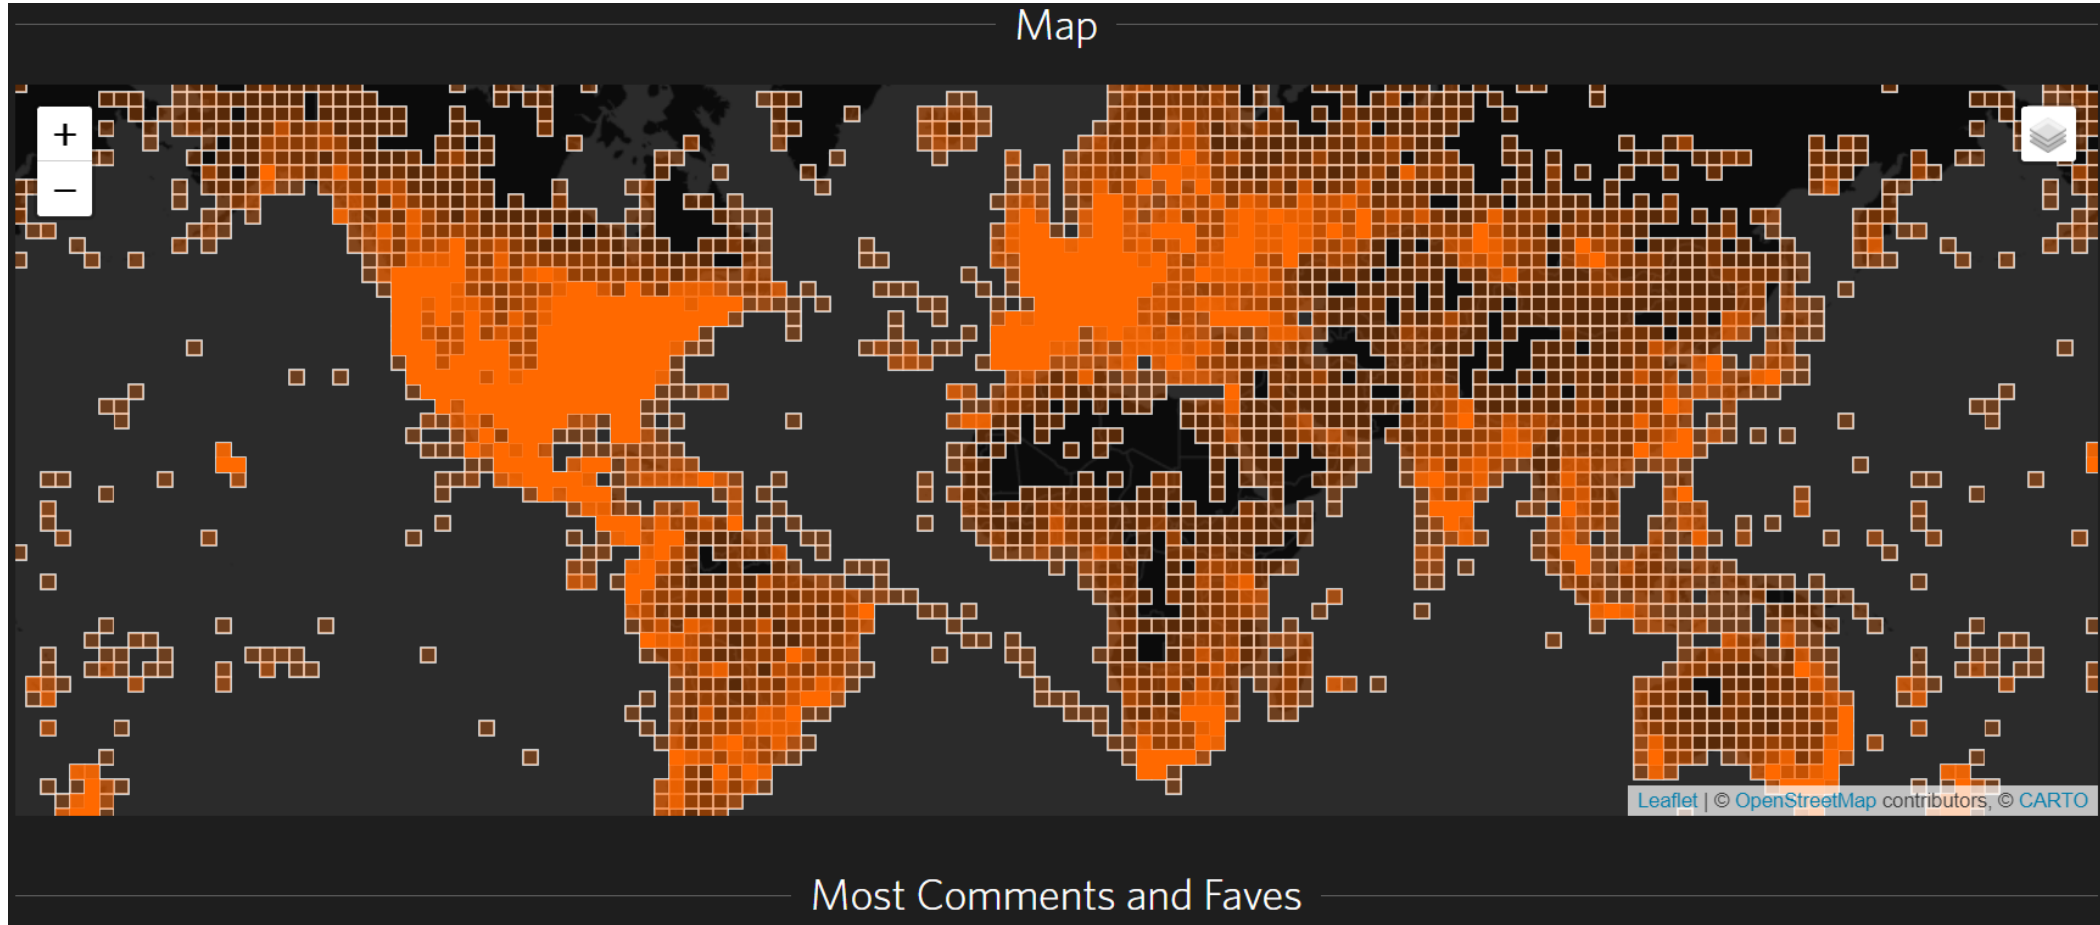 Map
+
−
Leaflet | © OpenStreetMap contributors, © CARTO
Most Comments and Faves